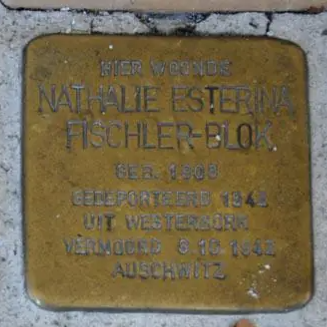 HIER WOONDE
NATHALIE ESTERINA
FISCHLER-BLOK
GEB. 1908
GEDEPORTEERD 1942
UIT WESTERBORK
VERMOORD 8.10.1942
AUSCHWITZ